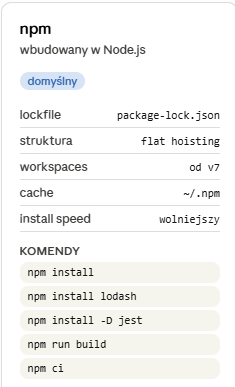 npm
wbudowany w Node.js
domyślny
lockfile package-lock.json
struktura flat hoisting
workspaces od v7
cache ~/.npm
install speed wolniejszy
KOMENDY
npm install
npm install lodash
npm install -D jest
npm run build
npm ci